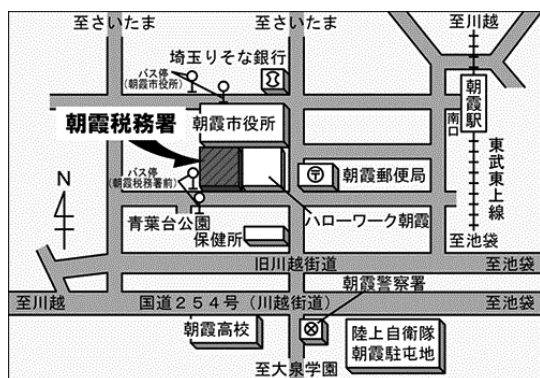 至さいたま
至さいたま
至川越
埼玉りそな銀行
バス停
(朝霞市役所)
朝霞駅
南口
朝霞税務署
朝霞市役所
東武東上線
バス停
(朝霞税務署前)
朝霞郵便局
N
青葉台公園
ハローワーク朝霞
保健所
至池袋
旧川越街道
至池袋
朝霞警察署
至川越
国道254号(川越街道)
至池袋
朝霞高校
陸上自衛隊
朝霞駐屯地
至大泉学園